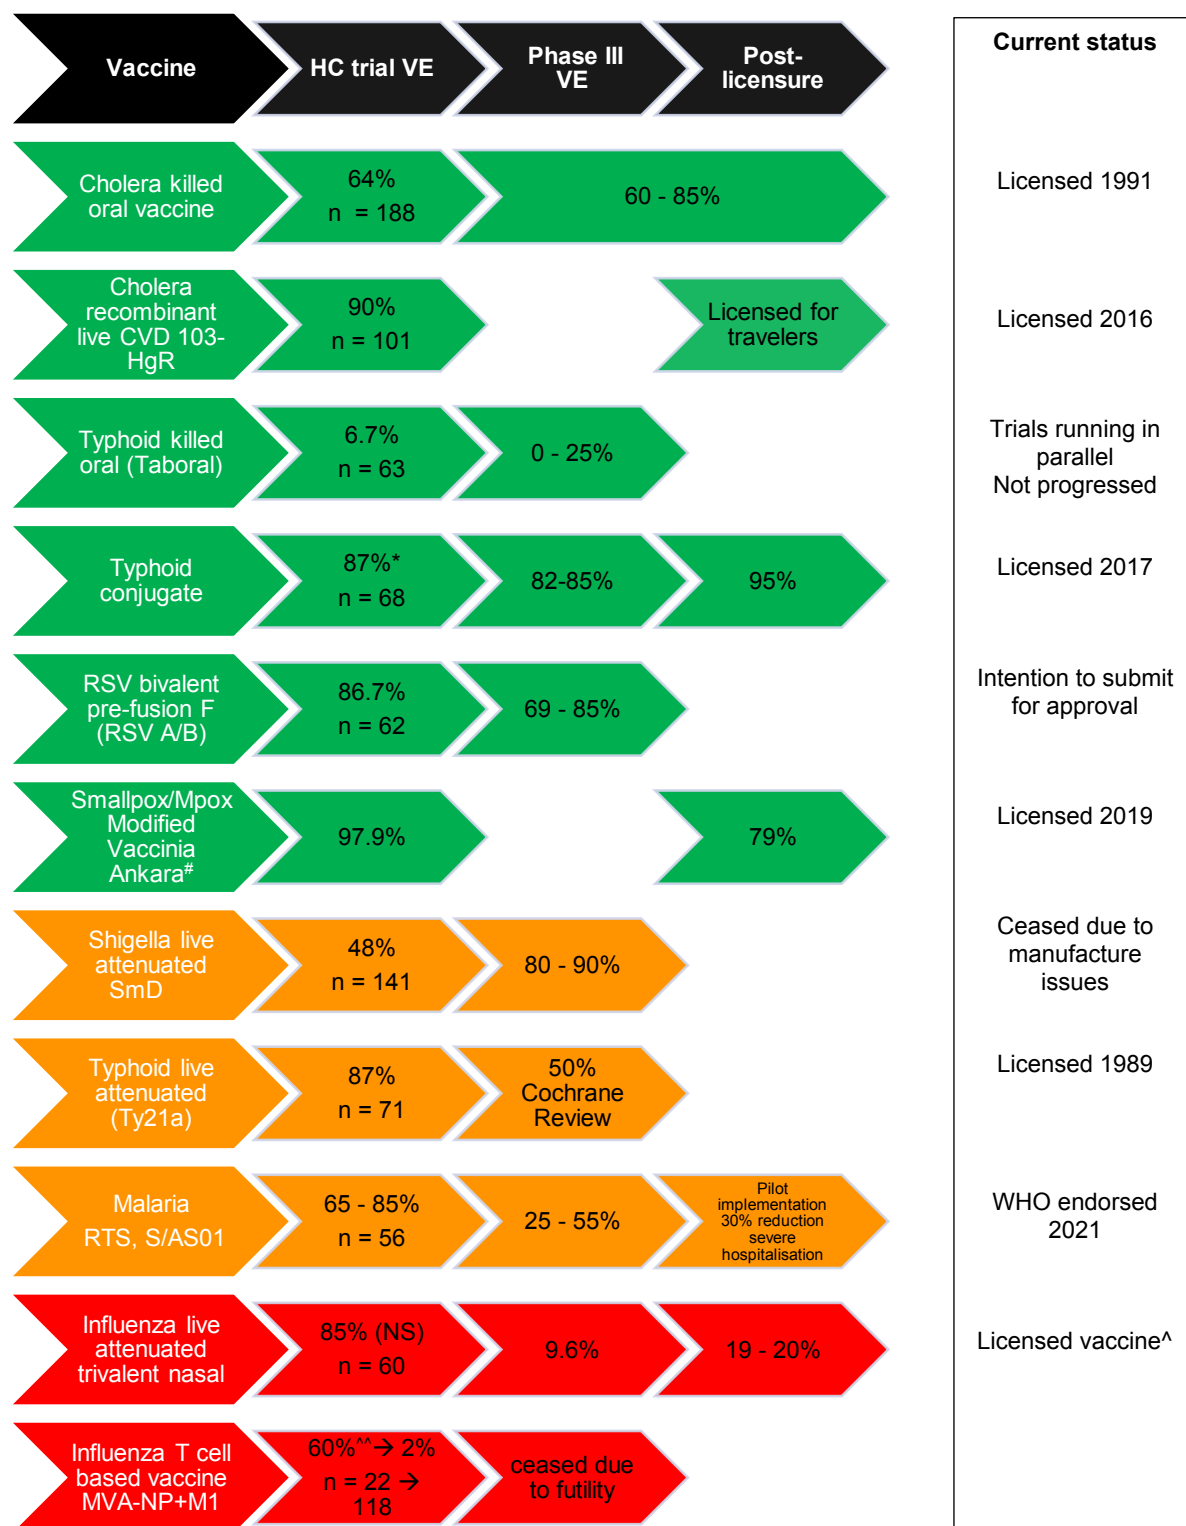 Vaccine
HC trial VE
Phase III
VE
Post-
licensure
Current status
Cholera killed
oral vaccine
64%
n = 188
60 - 85%
Licensed 1991
Cholera
recombinant
live CVD 103-
HgR
90%
n = 101
Licensed for
travelers
Licensed 2016
Typhoid killed
oral (Taboral)
6.7%
n = 63
0 - 25%
Trials running in
parallel
Not progressed
Typhoid
conjugate
87%*
n = 68
82-85%
95%
Licensed 2017
RSV bivalent
pre-fusion F
(RSV A/B)
86.7%
n = 62
69 - 85%
Intention to submit
for approval
Smallpox/Mpox
Modified
Vaccinia
Ankara#
97.9%
79%
Licensed 2019
Shigella live
attenuated
SmD
48%
n = 141
80 - 90%
Ceased due to
manufacture
issues
Typhoid live
attenuated
(Ty21a)
87%
n = 71
50%
Cochrane
Review
Licensed 1989
Malaria
RTS, S/AS01
65 - 85%
n = 56
25 - 55%
Pilot
implementation
30% reduction
severe
hospitalisation
WHO endorsed
2021
Influenza live
attenuated
trivalent nasal
85% (NS)
n = 60
9.6%
19 - 20%
Licensed vaccine^
Influenza T cell
based vaccine
MVA-NP+M1
60%^^→ 2%
n = 22 →
118
ceased due
to futility